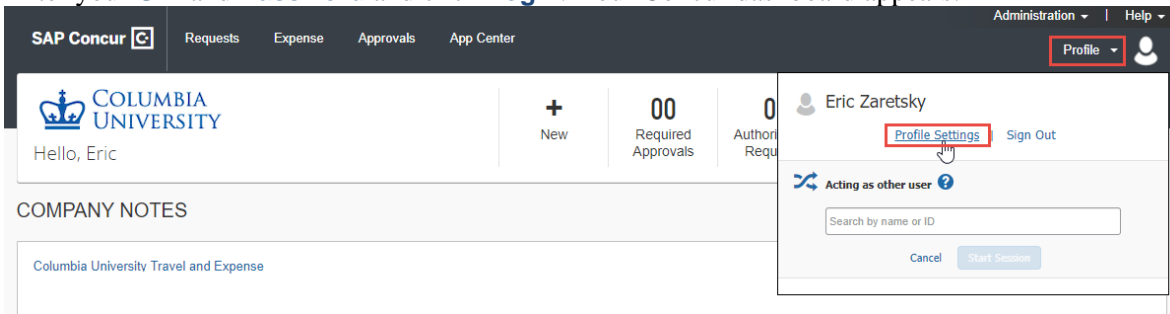 Administration | Help
SAP Concur C Requests Expense Approvals App Center
Profile
COLUMBIA
UNIVERSITY
Hello, Eric
+
New
00
Required
Approvals
Eric Zaretsky
Profile Settings | Sign Out
Acting as other user ?
Search by name or ID
Cancel Start Session
COMPANY NOTES
Columbia University Travel and Expense